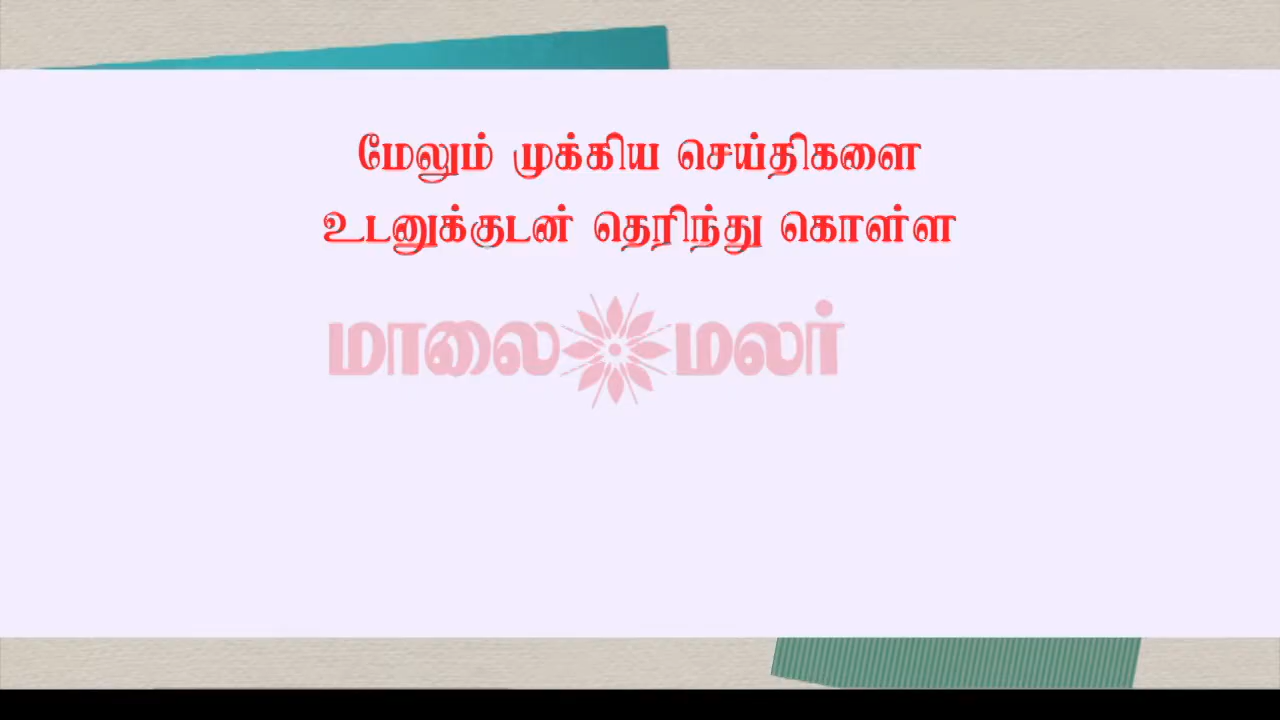 மேலும் முக்கிய செய்திகளை
உடனுக்குடன் தெரிந்து கொள்ள
மாலை மலர்